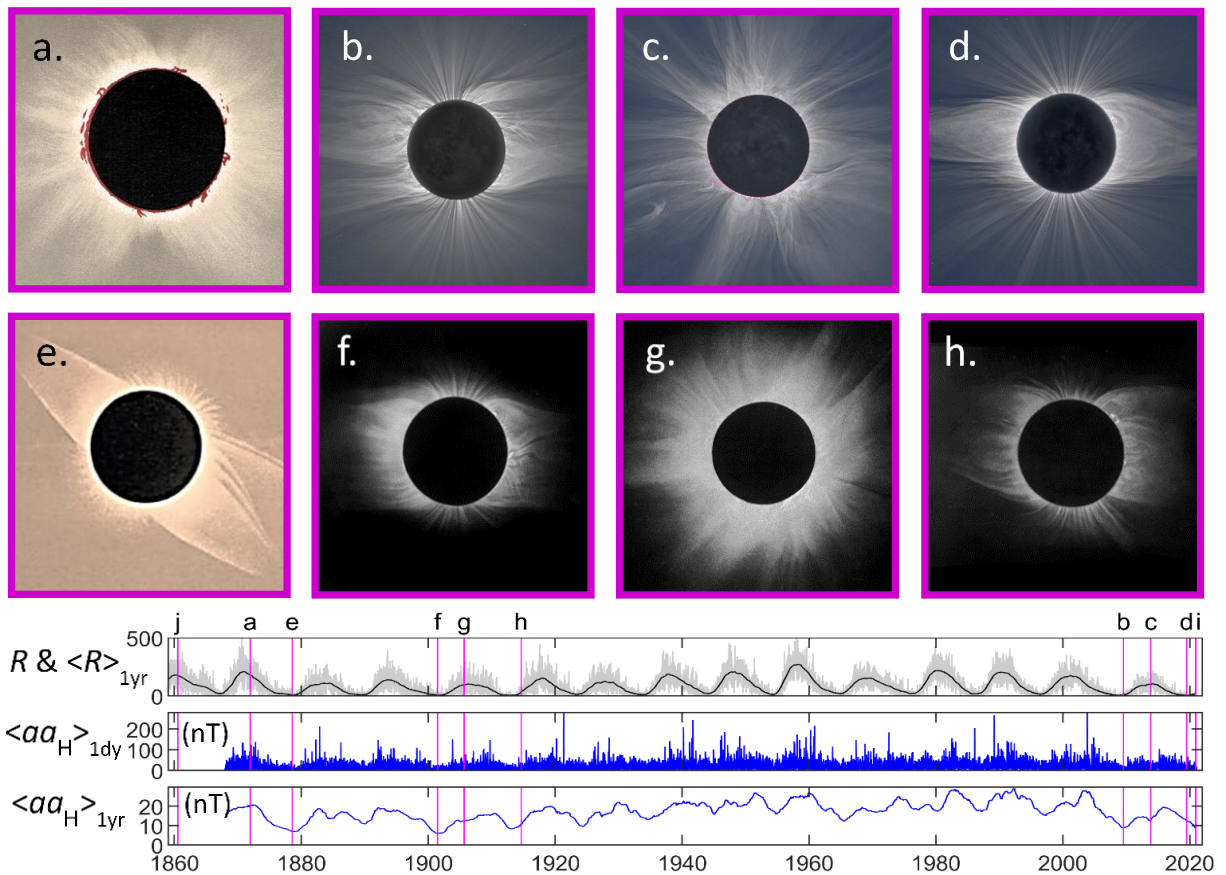 a.
b.
c.
d.
e.
f.
g.
h.
j a e f g h b c d i
R & <R>1yr
500
0
<aaH>1dy
(nT)
200
100
0
<aaH>1yr
(nT)
20
10
0
1860 1880 1900 1920 1940 1960 1980 2000 2020